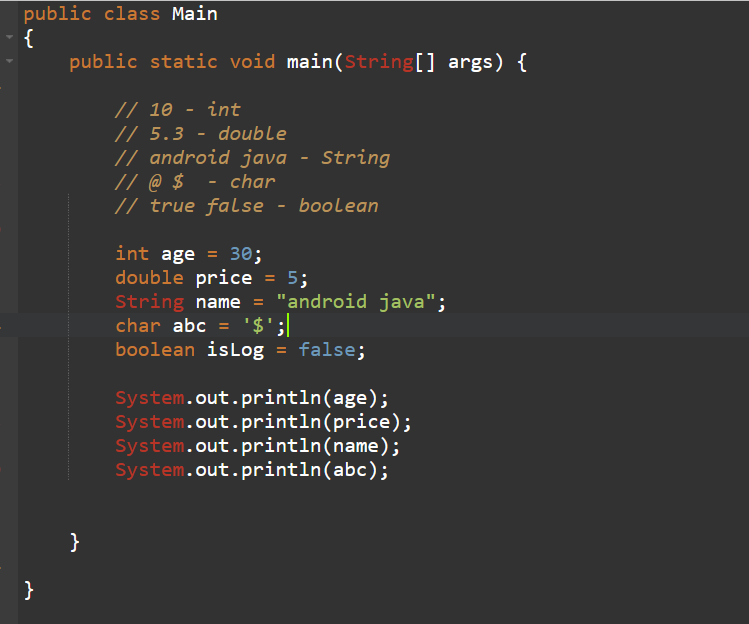 public class Main
{
public static void main(String[] args) {
// 10 - int
// 5.3 - double
// android java - String
// @ $  - char
// true false - boolean
int age = 30;
double price = 5;
String name = "android java";
char abc = '$';
boolean isLog = false;
System.out.println(age);
System.out.println(price);
System.out.println(name);
System.out.println(abc);
}
}